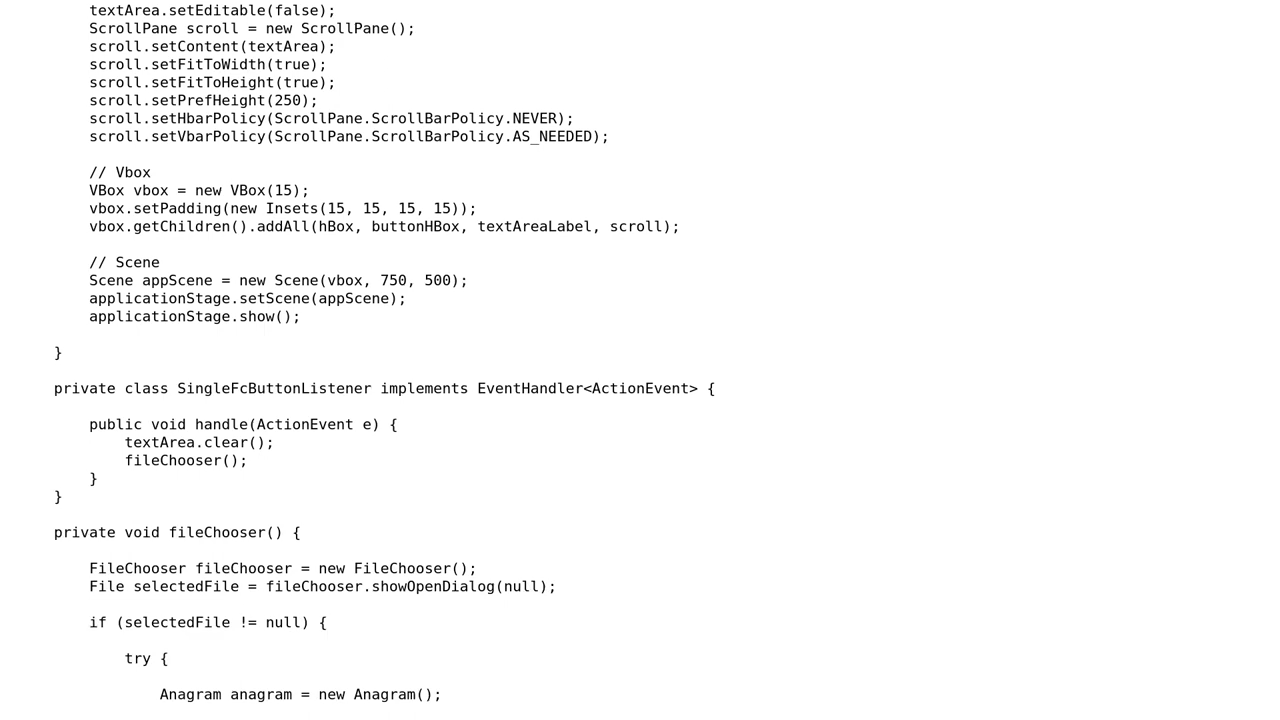 textArea.setEditable(false);
ScrollPane scroll = new ScrollPane();
scroll.setContent(textArea);
scroll.setFitToWidth(true);
scroll.setFitToHeight(true);
scroll.setPrefHeight(250);
scroll.setHbarPolicy(ScrollPane.ScrollBarPolicy.NEVER);
scroll.setVbarPolicy(ScrollPane.ScrollBarPolicy.AS_NEEDED);
// Vbox
VBox vbox = new VBox(15);
vbox.setPadding(new Insets(15, 15, 15, 15));
vbox.getChildren().addAll(hBox, buttonHBox, textAreaLabel, scroll);
// Scene
Scene appScene = new Scene(vbox, 750, 500);
applicationStage.setScene(appScene);
applicationStage.show();
}
private class SingleFcButtonListener implements EventHandler<ActionEvent> {
public void handle(ActionEvent e) {
textArea.clear();
fileChooser();
}
}
private void fileChooser() {
FileChooser fileChooser = new FileChooser();
File selectedFile = fileChooser.showOpenDialog(null);
if (selectedFile != null) {
try {
Anagram anagram = new Anagram();